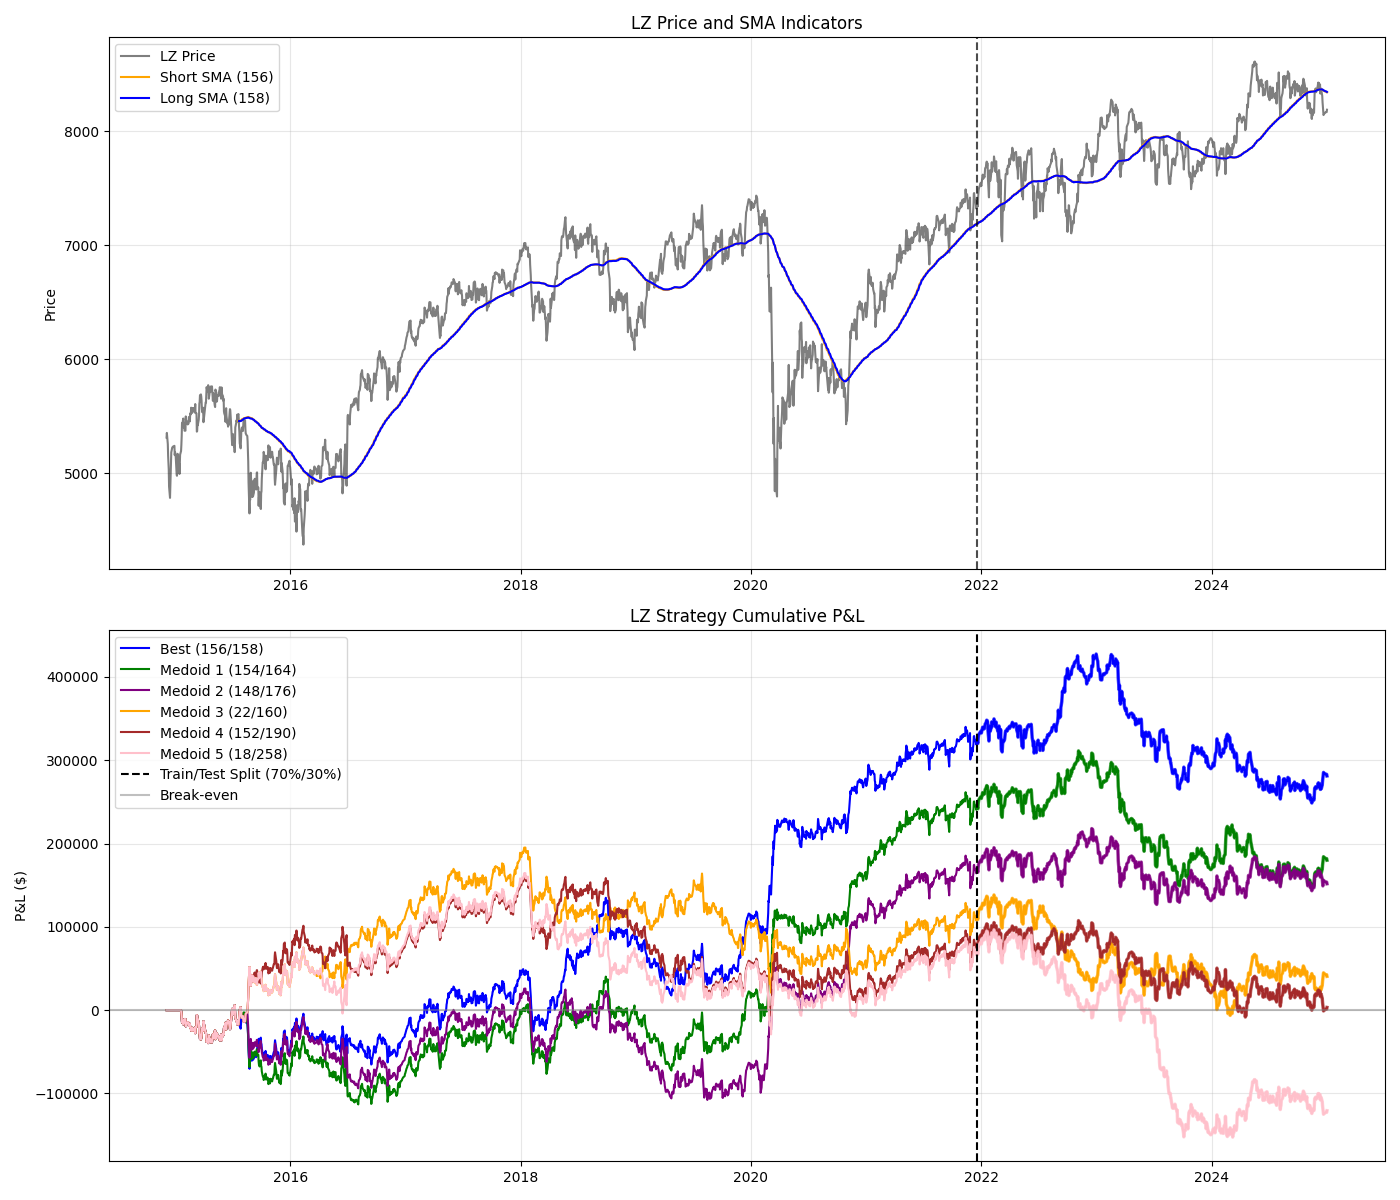 LZ Price and SMA Indicators
LZ Price
Short SMA (156)
Long SMA (158)
Price
8000
7000
6000
5000
2016
2018
2020
2022
2024
LZ Strategy Cumulative P&L
Best (156/158)
Medoid 1 (154/164)
Medoid 2 (148/176)
Medoid 3 (22/160)
Medoid 4 (152/190)
Medoid 5 (18/258)
Train/Test Split (70%/30%)
Break-even
P&L ($)
400000
300000
200000
100000
0
−100000
2016
2018
2020
2022
2024